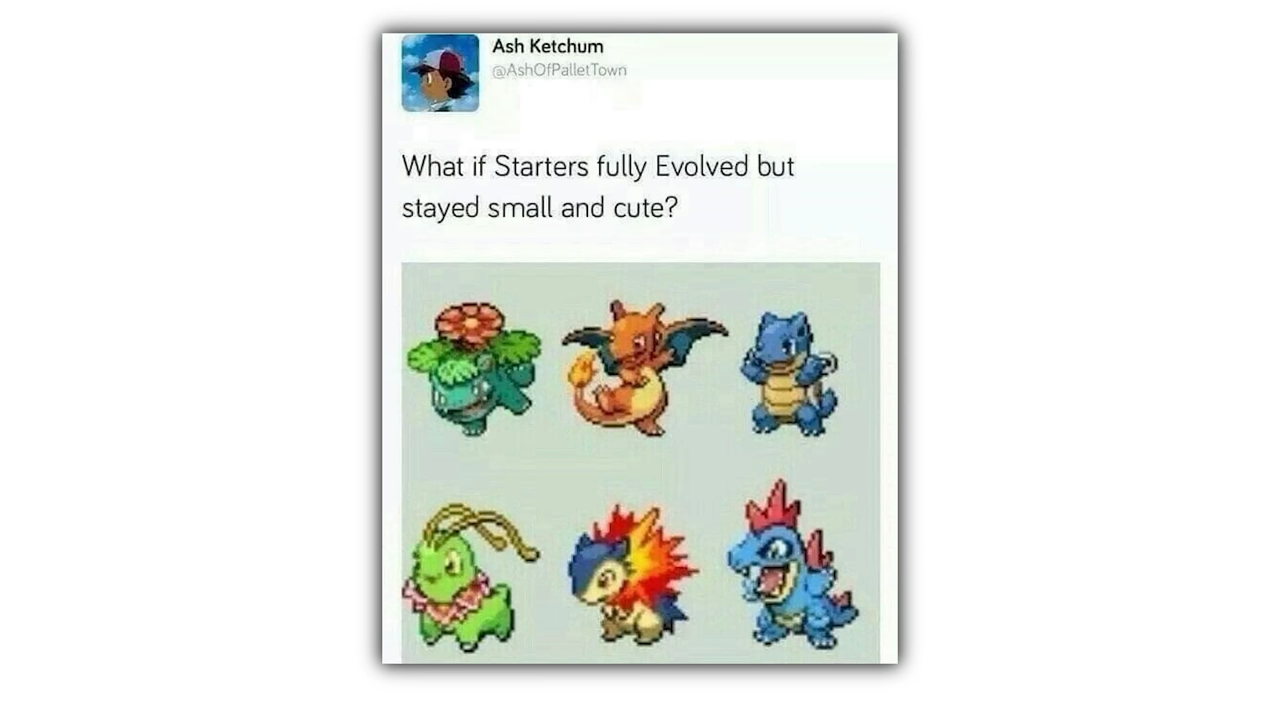 Ash Ketchum
@AshOfPalletTown
What if Starters fully Evolved but
stayed small and cute?